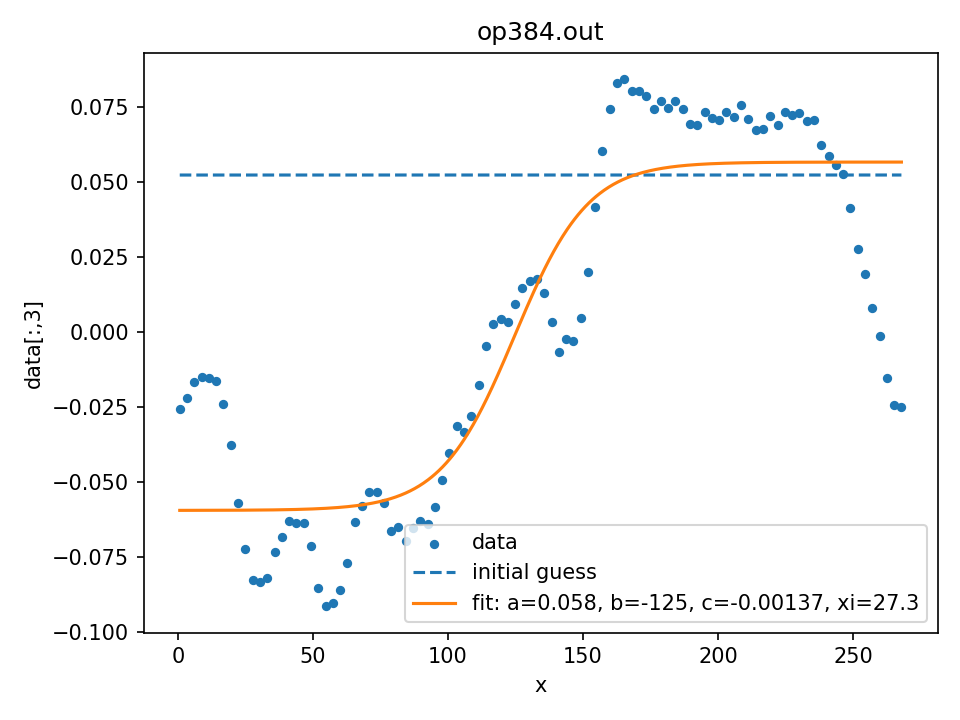 op384.out
data[:,3]
0.075
0.050
0.025
0.000
−0.025
−0.050
−0.075
−0.100
data
initial guess
fit: a=0.058, b=-125, c=-0.00137, xi=27.3
0 50 100 150 200 250
x